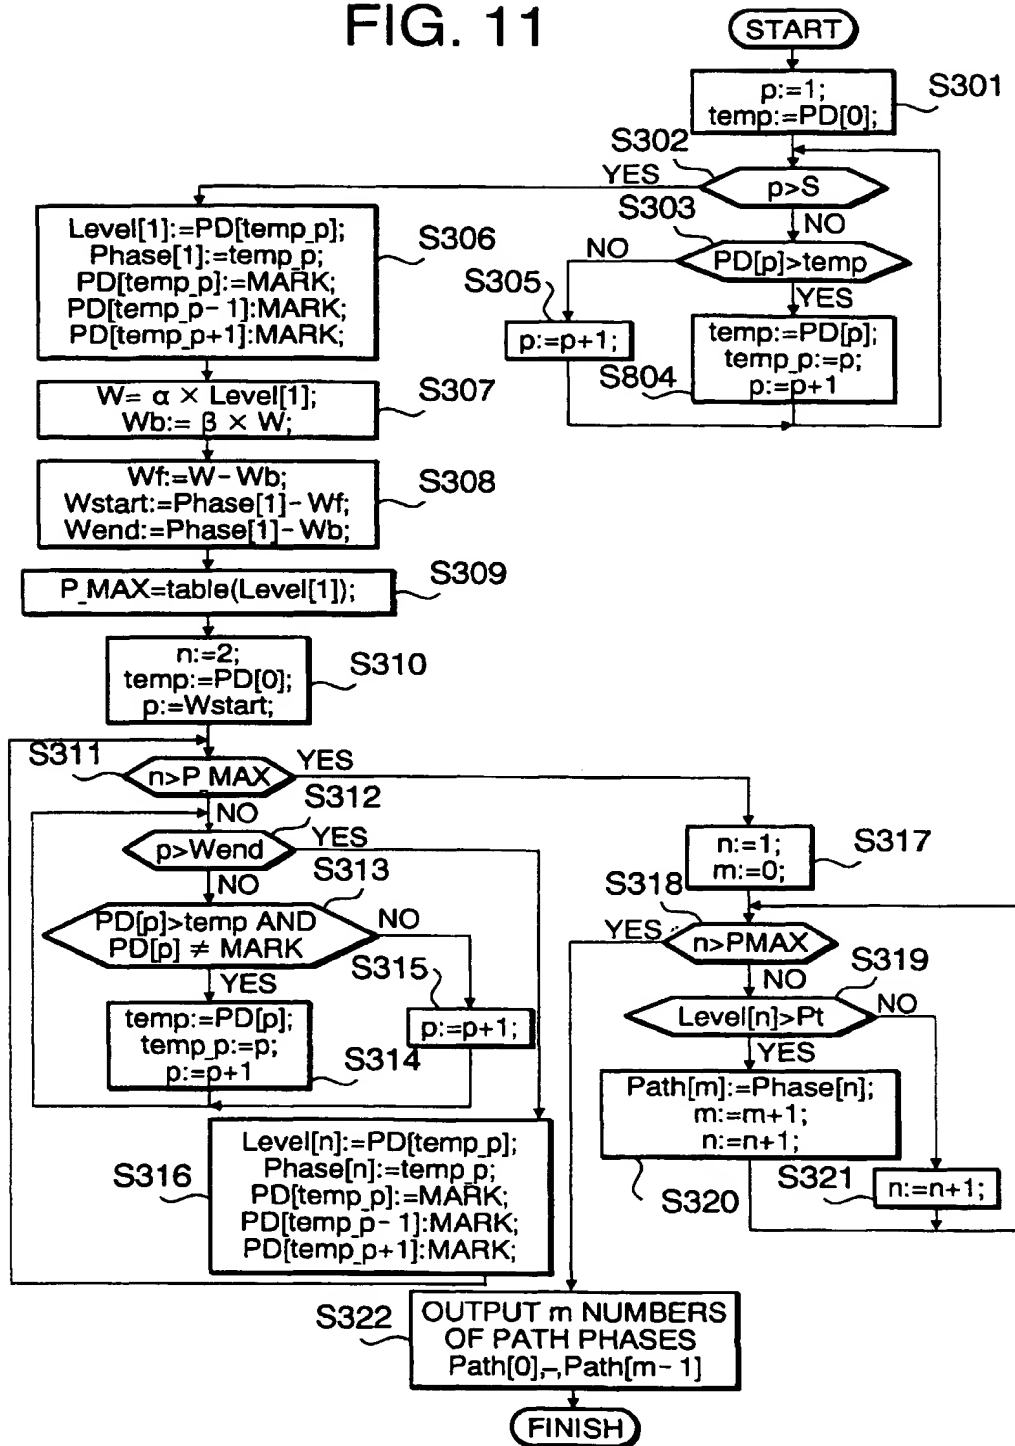 FIG. 11
START
p:=1;
temp:=PD[0];
S301
S302
YES
p>S
NO
S303
NO
PD[p]>temp
YES
S305
p:=p+1;
temp:=PD[p];
temp_p:=p;
p:=p+1
S804
Level[1]:=PD[temp_p];
Phase[1]:=temp_p;
PD[temp_p]:=MARK;
PD[temp_p-1]:MARK;
PD[temp_p+1]:MARK;
S306
W= α × Level[1];
Wb:= β × W;
S307
Wf:=W-Wb;
Wstart:=Phase[1]-Wf;
Wend:=Phase[1]-Wb;
S308
P_MAX=table(Level[1]);
S309
n:=2;
temp:=PD[0];
p:=Wstart;
S310
S311
n>P_MAX
YES
NO
S312
p>Wend
YES
NO
S313
PD[p]>temp AND
PD[p] ≠ MARK
NO
YES
S315
p:=p+1;
temp:=PD[p];
temp_p:=p;
p:=p+1
S314
S316
Level[n]:=PD[temp_p];
Phase[n]:=temp_p;
PD[temp_p]:=MARK;
PD[temp_p-1]:MARK;
PD[temp_p+1]:MARK;
n:=1;
m:=0;
S317
S318
YES
n>PMAX
NO
S319
Level[n]>Pt
NO
YES
Path[m]:=Phase[n];
m:=m+1;
n:=n+1;
S320
S321
n:=n+1;
S322
OUTPUT m NUMBERS
OF PATH PHASES
Path[0],–,Path[m-1]
FINISH